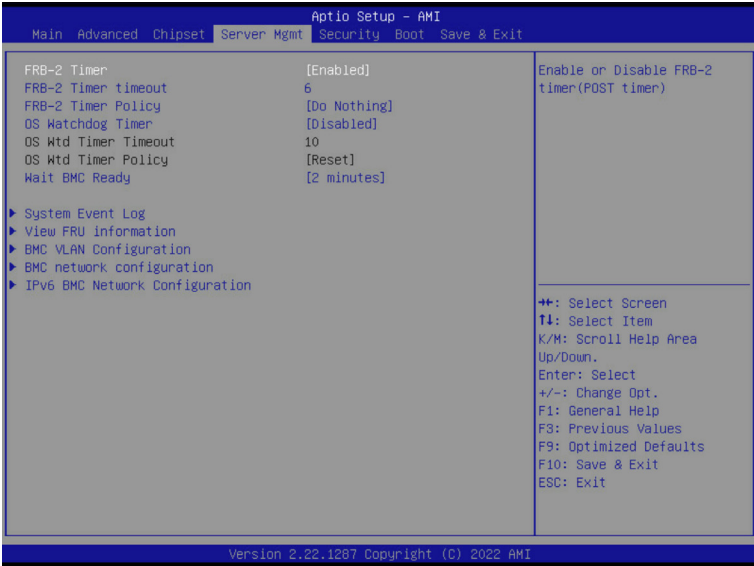 Aptio Setup – AMI
Main Advanced Chipset Server Mgmt Security Boot Save & Exit
FRB-2 Timer [Enabled]
FRB-2 Timer timeout 6
FRB-2 Timer Policy [Do Nothing]
OS Watchdog Timer [Disabled]
OS Wtd Timer Timeout 10
OS Wtd Timer Policy [Reset]
Wait BMC Ready [2 minutes]
System Event Log
View FRU information
BMC VLAN Configuration
BMC network configuration
IPv6 BMC Network Configuration
Enable or Disable FRB-2
timer(POST timer)
→←: Select Screen
↑↓: Select Item
K/M: Scroll Help Area
Up/Down.
Enter: Select
+/-: Change Opt.
F1: General Help
F3: Previous Values
F9: Optimized Defaults
F10: Save & Exit
ESC: Exit
Version 2.22.1287 Copyright (C) 2022 AMI